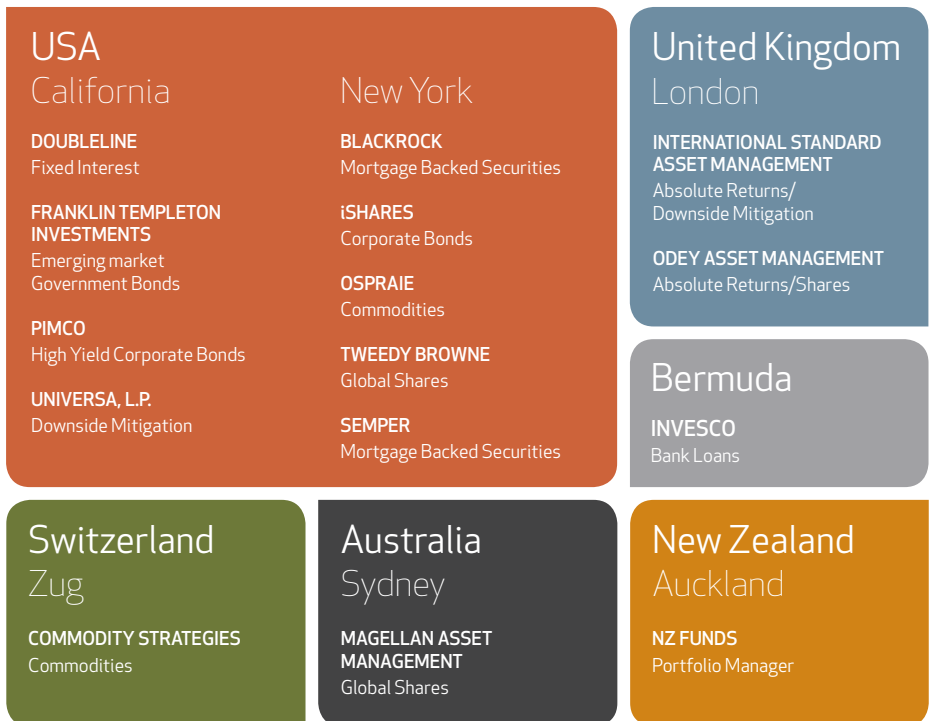 USA
California
DOUBLELINE
Fixed Interest
FRANKLIN TEMPLETON
INVESTMENTS
Emerging market
Government Bonds
PIMCO
High Yield Corporate Bonds
UNIVERSA, L.P.
Downside Mitigation
New York
BLACKROCK
Mortgage Backed Securities
iSHARES
Corporate Bonds
OSPRAIE
Commodities
TWEEDY BROWNE
Global Shares
SEMPER
Mortgage Backed Securities
United Kingdom
London
INTERNATIONAL STANDARD
ASSET MANAGEMENT
Absolute Returns/
Downside Mitigation
ODEY ASSET MANAGEMENT
Absolute Returns/Shares
Bermuda
INVESCO
Bank Loans
Switzerland
Zug
COMMODITY STRATEGIES
Commodities
Australia
Sydney
MAGELLAN ASSET
MANAGEMENT
Global Shares
New Zealand
Auckland
NZ FUNDS
Portfolio Manager